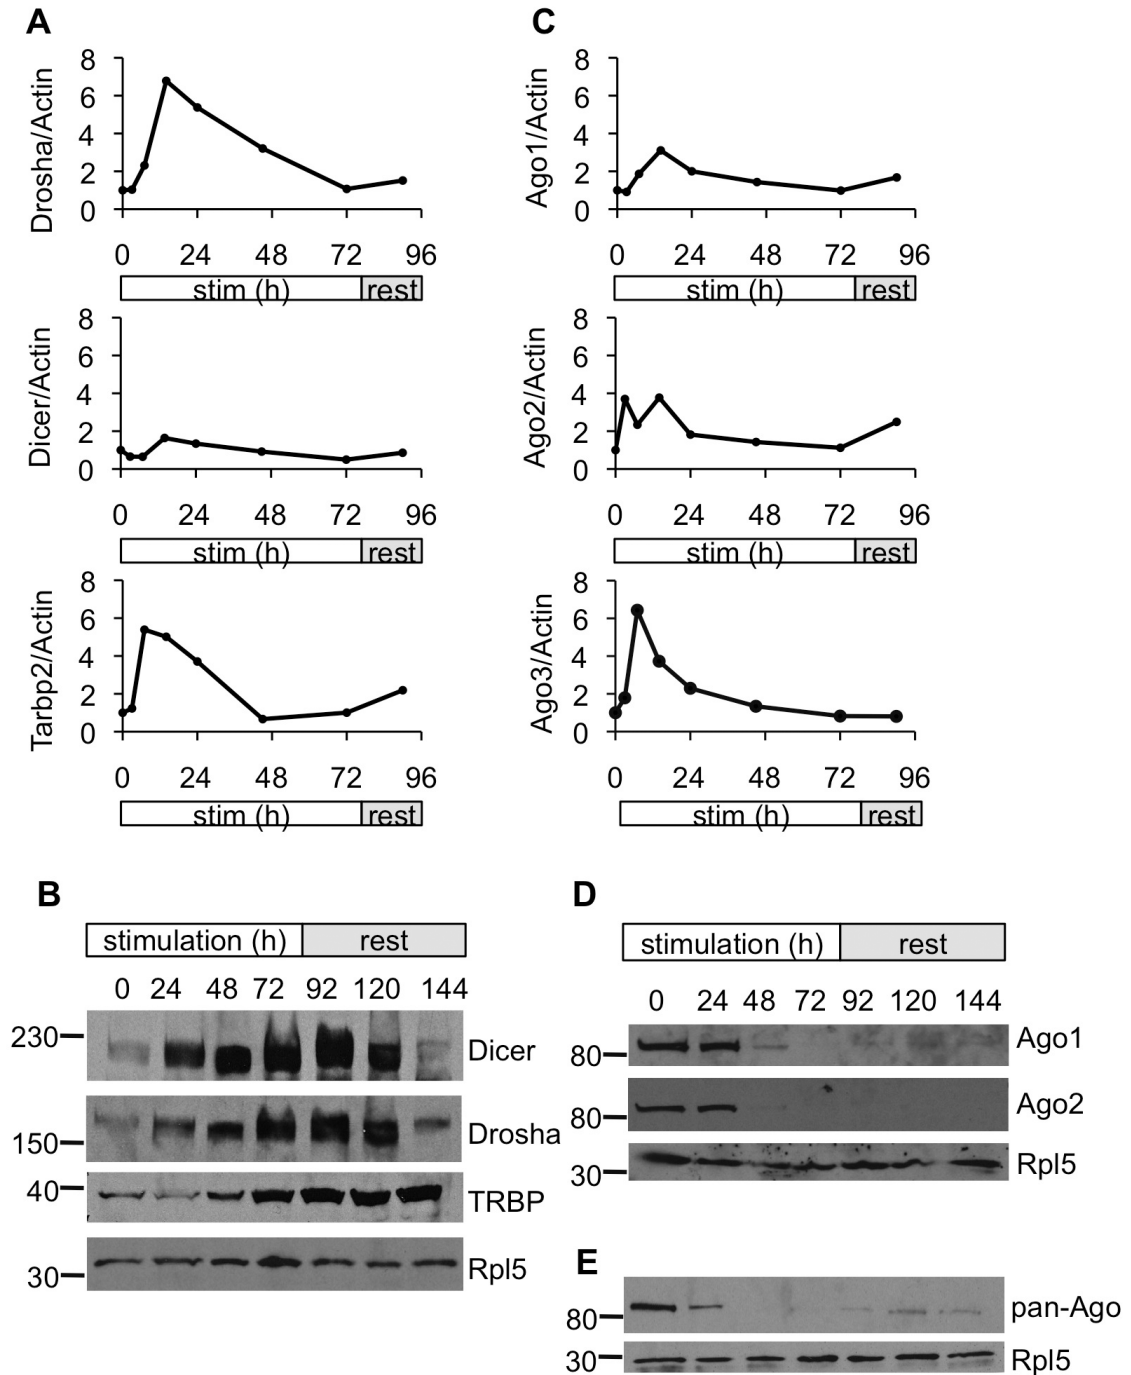 A
8
6
4
2
0
Drosha/Actin
0 24 48 72 96
stim (h) rest
8
6
4
2
0
Dicer/Actin
0 24 48 72 96
stim (h) rest
8
6
4
2
0
Tarbp2/Actin
0 24 48 72 96
stim (h) rest
C
8
6
4
2
0
Ago1/Actin
0 24 48 72 96
stim (h) rest
8
6
4
2
0
Ago2/Actin
0 24 48 72 96
stim (h) rest
8
6
4
2
0
Ago3/Actin
0 24 48 72 96
stim (h) rest
B
stimulation (h) rest
0 24 48 72 92 120 144
230 Dicer
150 Drosha
40 TRBP
30 Rpl5
D
stimulation (h) rest
0 24 48 72 92 120 144
80 Ago1
80 Ago2
30 Rpl5
E
80 pan-Ago
30 Rpl5